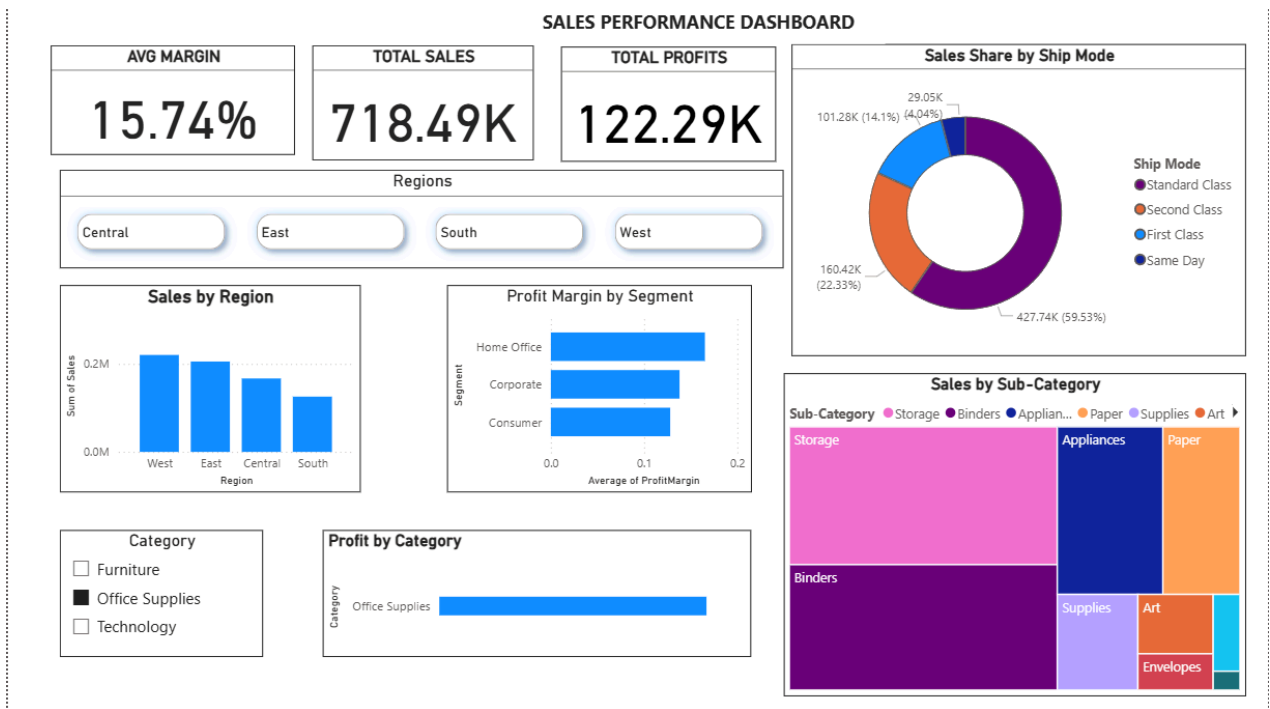 SALES PERFORMANCE DASHBOARD
AVG MARGIN
15.74%
TOTAL SALES
718.49K
TOTAL PROFITS
122.29K
Sales Share by Ship Mode
29.05K
(4.04%)
101.28K (14.1%)
160.42K
(22.33%)
427.74K (59.53%)
Ship Mode
Standard Class
Second Class
First Class
Same Day
Regions
Central
East
South
West
Sales by Region
Sum of Sales
0.2M
0.0M
West
East
Central
South
Region
Profit Margin by Segment
Segment
Home Office
Corporate
Consumer
0.0
0.1
0.2
Average of ProfitMargin
Sales by Sub-Category
Sub-Category Storage Binders Applian... Paper Supplies Art
Storage
Appliances
Paper
Binders
Supplies
Art
Envelopes
Category
Furniture
Office Supplies
Technology
Profit by Category
Category
Office Supplies